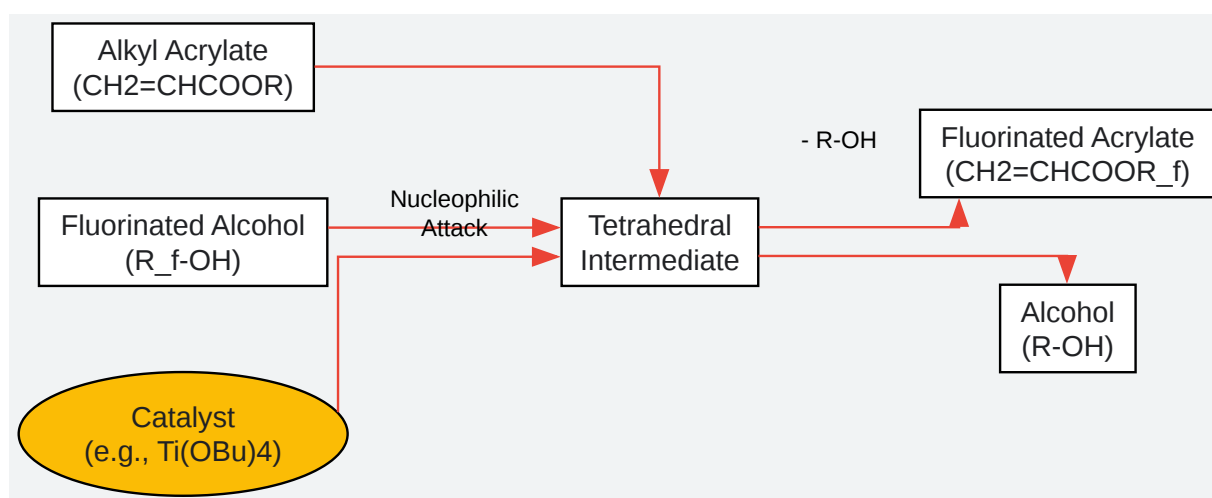 Alkyl Acrylate
(CH2=CHCOOR)
- R-OH
Fluorinated Acrylate
(CH2=CHCOOR_f)
Nucleophilic
Attack
Fluorinated Alcohol
(R_f-OH)
Tetrahedral
Intermediate
Alcohol
(R-OH)
Catalyst
(e.g., Ti(OBu)4)